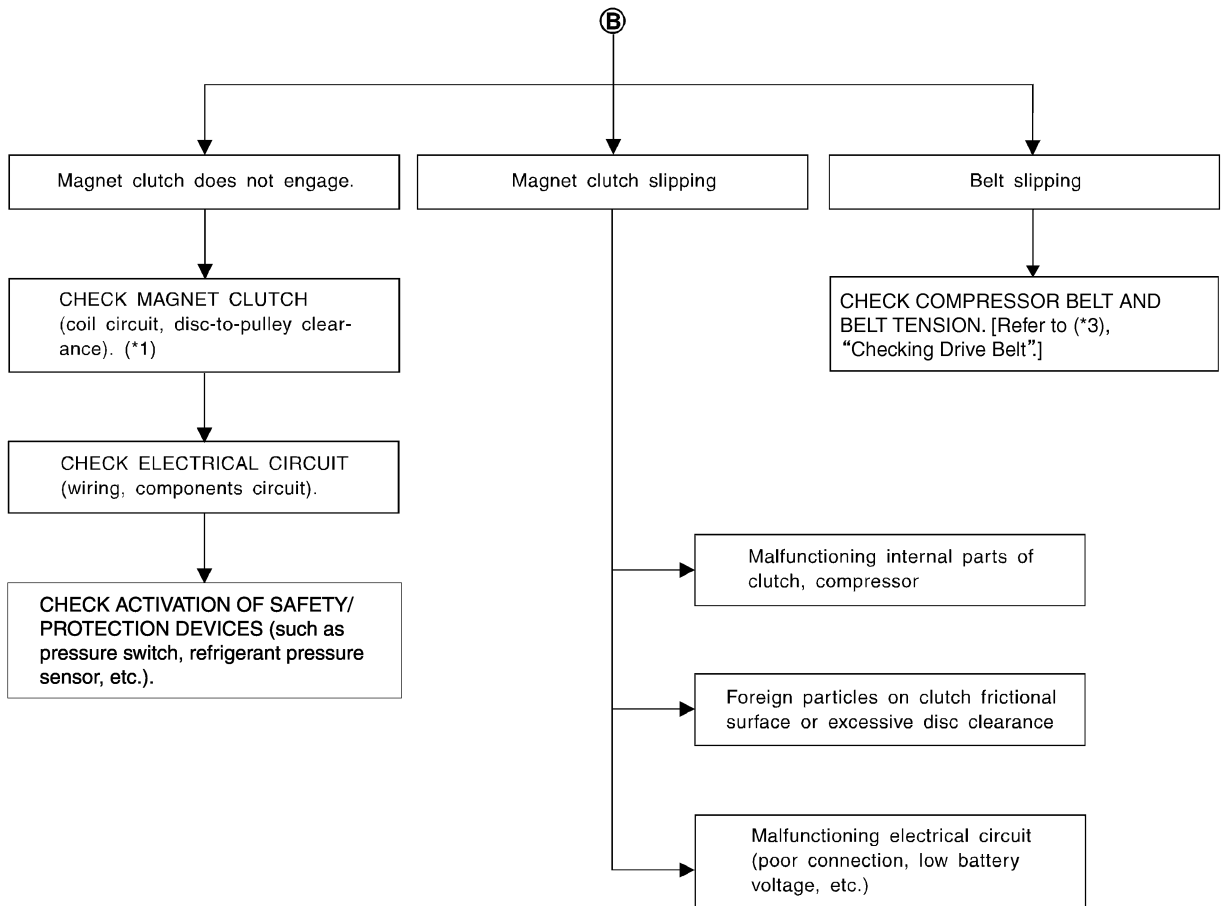 B
Magnet clutch does not engage.
Magnet clutch slipping
Belt slipping
CHECK MAGNET CLUTCH
(coil circuit, disc-to-pulley clear-
ance). (*1)
CHECK COMPRESSOR BELT AND
BELT TENSION. [Refer to (*3),
“Checking Drive Belt”.]
CHECK ELECTRICAL CIRCUIT
(wiring, components circuit).
CHECK ACTIVATION OF SAFETY/
PROTECTION DEVICES (such as
pressure switch, refrigerant pressure
sensor, etc.).
Malfunctioning internal parts of
clutch, compressor
Foreign particles on clutch frictional
surface or excessive disc clearance
Malfunctioning electrical circuit
(poor connection, low battery
voltage, etc.)